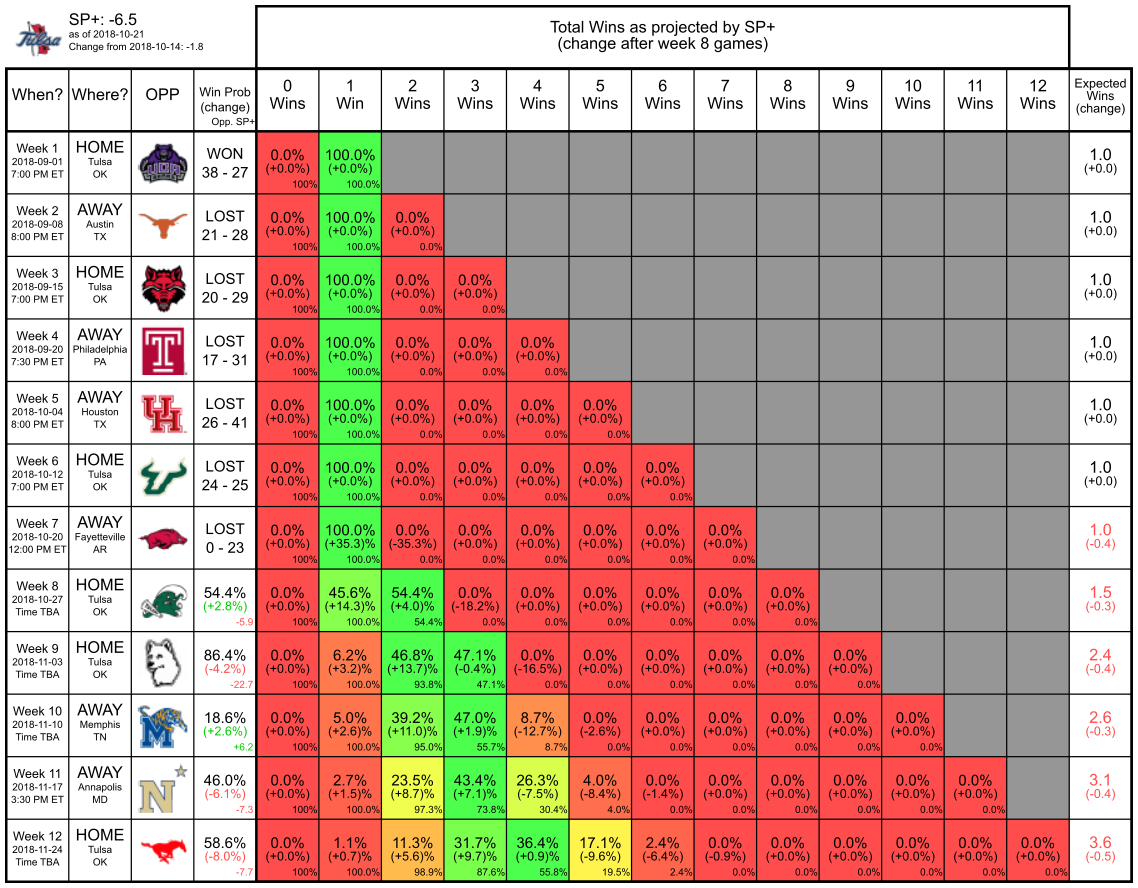 Tulsa
SP+: -6.5
as of 2018-10-21
Change from 2018-10-14: -1.8
Total Wins as projected by SP+
(change after week 8 games)
When? Where? OPP Win Prob (change) Opp. SP+ 0 Wins 1 Win 2 Wins 3 Wins 4 Wins 5 Wins 6 Wins 7 Wins 8 Wins 9 Wins 10 Wins 11 Wins 12 Wins Expected Wins (change)
Week 1 HOME WON 0.0% 100.0% 1.0
2018-09-01 Tulsa UCA 38 - 27 (+0.0%) (+0.0%) (+0.0)
7:00 PM ET OK 100% 100.0%
Week 2 AWAY LOST 0.0% 100.0% 0.0% 1.0
2018-09-08 Austin 21 - 28 (+0.0%) (+0.0%) (+0.0%) (+0.0)
8:00 PM ET TX 100% 100.0% 0.0%
Week 3 HOME LOST 0.0% 100.0% 0.0% 0.0% 1.0
2018-09-15 Tulsa 20 - 29 (+0.0%) (+0.0%) (+0.0%) (+0.0%) (+0.0)
7:00 PM ET OK 100% 100.0% 0.0% 0.0%
Week 4 AWAY LOST 0.0% 100.0% 0.0% 0.0% 0.0% 1.0
2018-09-20 Philadelphia T 17 - 31 (+0.0%) (+0.0%) (+0.0%) (+0.0%) (+0.0%) (+0.0)
7:30 PM ET PA 100% 100.0% 0.0% 0.0% 0.0%
Week 5 AWAY LOST 0.0% 100.0% 0.0% 0.0% 0.0% 0.0% 1.0
2018-10-04 Houston UH 26 - 41 (+0.0%) (+0.0%) (+0.0%) (+0.0%) (+0.0%) (+0.0%) (+0.0)
8:00 PM ET TX 100% 100.0% 0.0% 0.0% 0.0% 0.0%
Week 6 HOME LOST 0.0% 100.0% 0.0% 0.0% 0.0% 0.0% 0.0% 1.0
2018-10-12 Tulsa 24 - 25 (+0.0%) (+0.0%) (+0.0%) (+0.0%) (+0.0%) (+0.0%) (+0.0%) (+0.0)
7:00 PM ET OK 100% 100.0% 0.0% 0.0% 0.0% 0.0% 0.0%
Week 7 AWAY LOST 0.0% 100.0% 0.0% 0.0% 0.0% 0.0% 0.0% 0.0% 1.0
2018-10-20 Fayetteville 0 - 23 (+0.0%) (+35.3)% (-35.3%) (+0.0%) (+0.0%) (+0.0%) (+0.0%) (+0.0%) (-0.4)
12:00 PM ET AR 100% 100.0% 0.0% 0.0% 0.0% 0.0% 0.0% 0.0%
Week 8 HOME 54.4% 0.0% 45.6% 54.4% 0.0% 0.0% 0.0% 0.0% 0.0% 0.0% 1.5
2018-10-27 Tulsa (+2.8%) (+0.0%) (+14.3)% (+4.0)% (-18.2%) (+0.0%) (+0.0%) (+0.0%) (+0.0%) (+0.0%) (-0.3)
Time TBA OK -5.9 100% 100.0% 54.4% 0.0% 0.0% 0.0% 0.0% 0.0% 0.0%
Week 9 HOME 86.4% 0.0% 6.2% 46.8% 47.1% 0.0% 0.0% 0.0% 0.0% 0.0% 0.0% 2.4
2018-11-03 Tulsa (-4.2%) (+0.0%) (+3.2)% (+13.7)% (-0.4%) (-16.5%) (+0.0%) (+0.0%) (+0.0%) (+0.0%) (+0.0%) (-0.4)
Time TBA OK -22.7 100% 100.0% 93.8% 47.1% 0.0% 0.0% 0.0% 0.0% 0.0% 0.0%
Week 10 AWAY 18.6% 0.0% 5.0% 39.2% 47.0% 8.7% 0.0% 0.0% 0.0% 0.0% 0.0% 0.0% 2.6
2018-11-10 Memphis M (+2.6%) (+0.0%) (+2.6)% (+11.0)% (+1.9)% (-12.7%) (-2.6%) (+0.0%) (+0.0%) (+0.0%) (+0.0%) (+0.0%) (-0.3)
Time TBA TN +6.2 100% 100.0% 95.0% 55.7% 8.7% 0.0% 0.0% 0.0% 0.0% 0.0% 0.0%
Week 11 AWAY 46.0% 0.0% 2.7% 23.5% 43.4% 26.3% 4.0% 0.0% 0.0% 0.0% 0.0% 0.0% 0.0% 3.1
2018-11-17 Annapolis N (-6.1%) (+0.0%) (+1.5)% (+8.7)% (+7.1)% (-7.5%) (-8.4%) (-1.4%) (+0.0%) (+0.0%) (+0.0%) (+0.0%) (+0.0%) (-0.4)
3:30 PM ET MD -7.3 100% 100.0% 97.3% 73.8% 30.4% 4.0% 0.0% 0.0% 0.0% 0.0% 0.0% 0.0%
Week 12 HOME 58.6% 0.0% 1.1% 11.3% 31.7% 36.4% 17.1% 2.4% 0.0% 0.0% 0.0% 0.0% 0.0% 0.0% 3.6
2018-11-24 Tulsa (-8.0%) (+0.0%) (+0.7)% (+5.6)% (+9.7)% (+0.9)% (-9.6%) (-6.4%) (-0.9%) (+0.0%) (+0.0%) (+0.0%) (+0.0%) (+0.0%) (-0.5)
Time TBA OK -7.7 100% 100.0% 98.9% 87.6% 55.8% 19.5% 2.4% 0.0% 0.0% 0.0% 0.0% 0.0% 0.0%